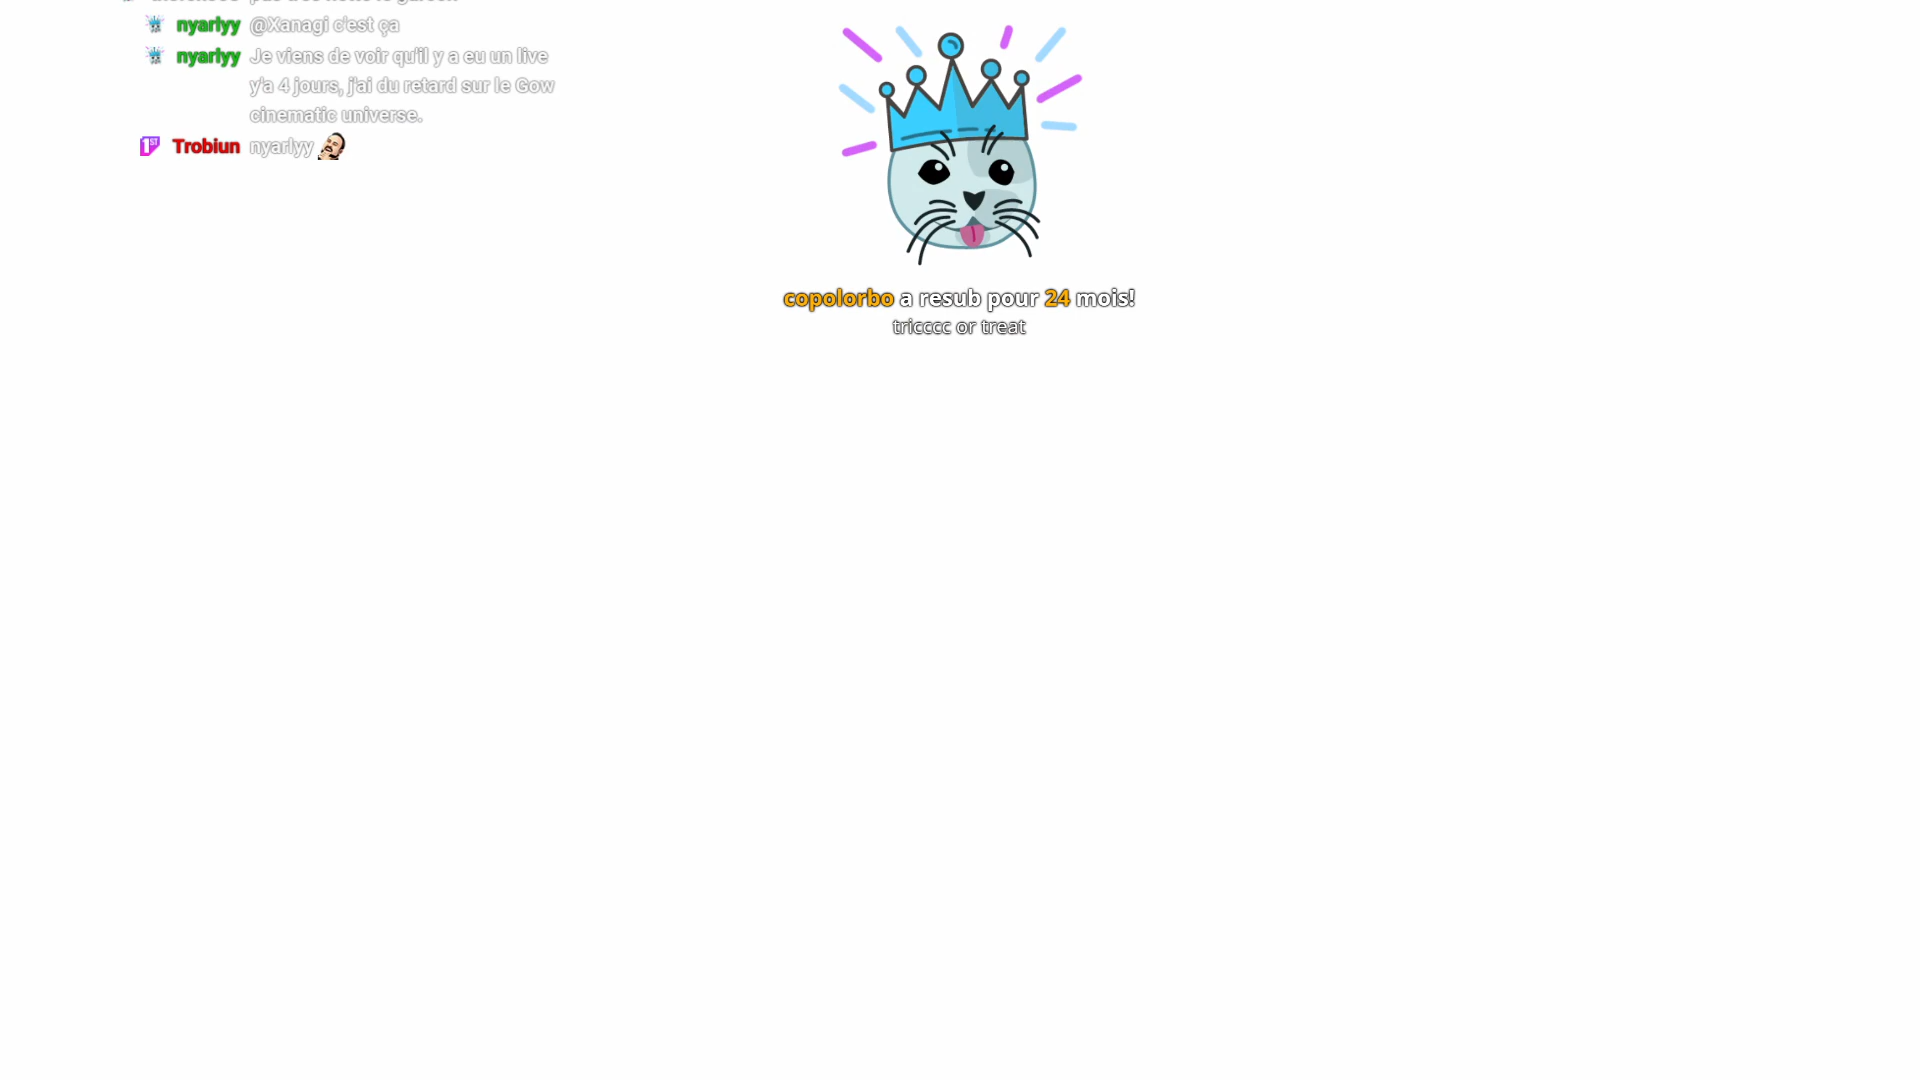 nyarlyy @Xanagi c'est ça
nyarlyy Je viens de voir qu'il y a eu un live
y'a 4 jours, j'ai du retard sur le Gow
cinematic universe.
1ST Trobiun nyarlyy
copolorbo a resub pour 24 mois!
tricccc or treat